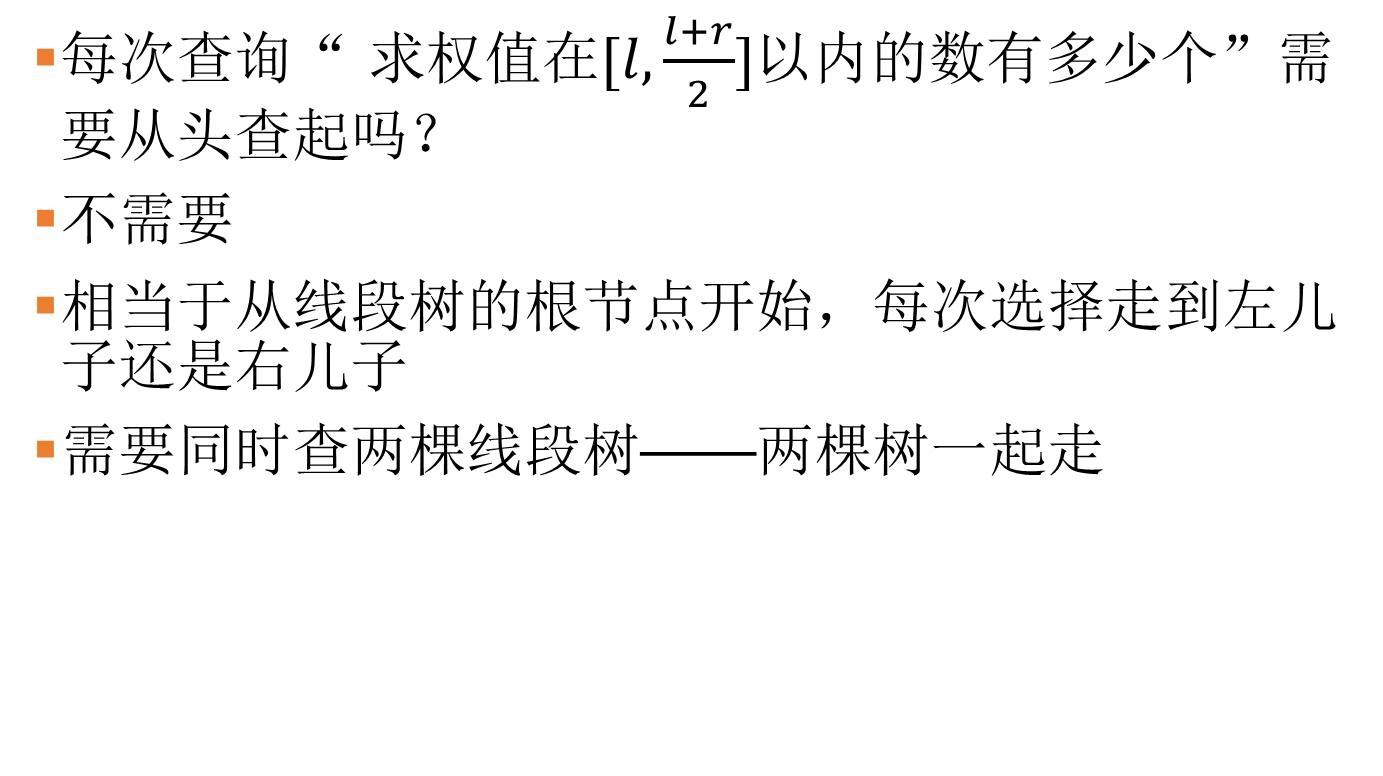 ▪每次查询“ 求权值在[l, (l+r)/2]以内的数有多少个”需
要从头查起吗？
▪不需要
▪相当于从线段树的根节点开始，每次选择走到左儿
子还是右儿子
▪需要同时查两棵线段树——两棵树一起走